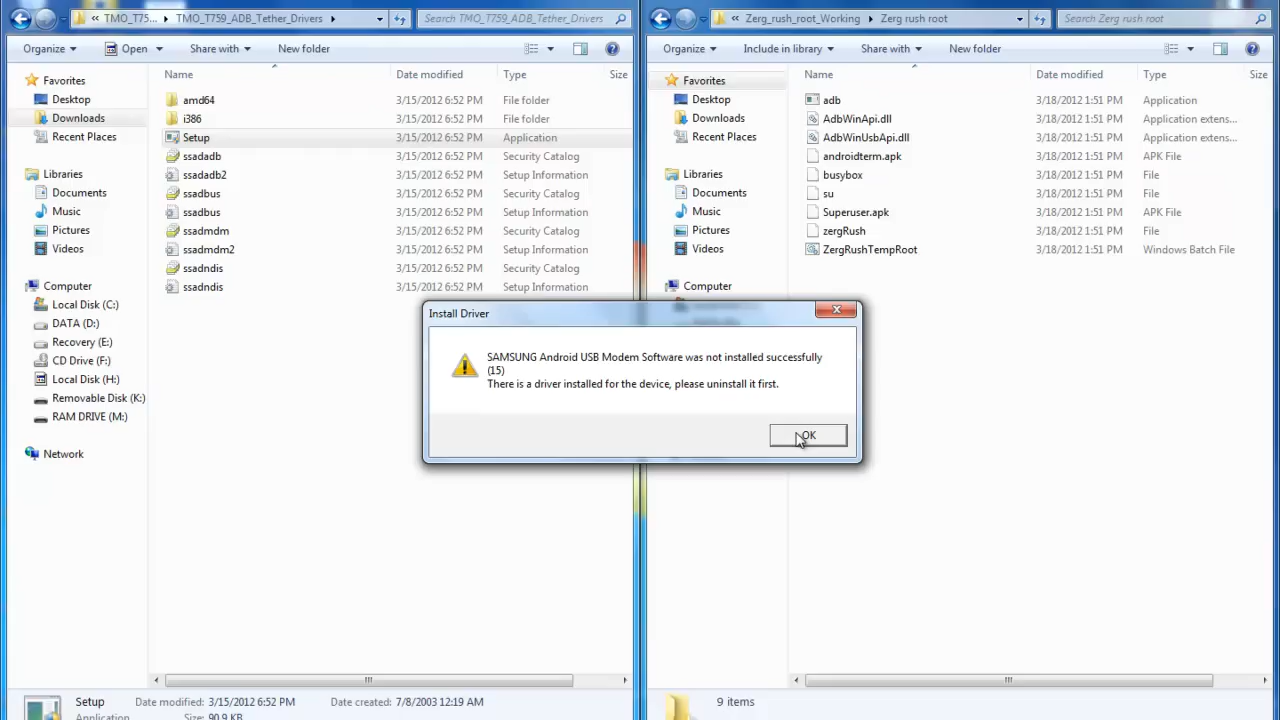 « TMO_T75... ▸ TMO_T759_ADB_Tether_Drivers ▸
Search TMO_T759_ADB_Tether_Drivers
Organize Open Share with New folder
Favorites
Desktop
Downloads
Recent Places
Libraries
Documents
Music
Pictures
Videos
Computer
Local Disk (C:)
DATA (D:)
Recovery (E:)
CD Drive (F:)
Local Disk (H:)
Removable Disk (K:)
RAM DRIVE (M:)
Network
Name Date modified Type Size
amd64 3/15/2012 6:52 PM File folder
i386 3/15/2012 6:52 PM File folder
Setup 3/15/2012 6:52 PM Application
ssadadb 3/15/2012 6:52 PM Security Catalog
ssadadb2 3/15/2012 6:52 PM Setup Information
ssadbus 3/15/2012 6:52 PM Security Catalog
ssadbus 3/15/2012 6:52 PM Setup Information
ssadmdm 3/15/2012 6:52 PM Security Catalog
ssadmdm2 3/15/2012 6:52 PM Setup Information
ssadndis 3/15/2012 6:52 PM Security Catalog
ssadndis 3/15/2012 6:52 PM Setup Information
Setup Date modified: 3/15/2012 6:52 PM Date created: 7/8/2003 12:19 AM
Application Size: 90.9 KB
« Zerg_rush_root_Working ▸ Zerg rush root
Search Zerg rush root
Organize Include in library Share with New folder
Favorites
Desktop
Downloads
Recent Places
Libraries
Documents
Music
Pictures
Videos
Computer
Name Date modified Type Size
adb 3/18/2012 1:51 PM Application
AdbWinApi.dll 3/18/2012 1:51 PM Application extens...
AdbWinUsbApi.dll 3/18/2012 1:51 PM Application extens...
androidterm.apk 3/18/2012 1:51 PM APK File
busybox 3/18/2012 1:51 PM File
su 3/18/2012 1:51 PM File
Superuser.apk 3/18/2012 1:51 PM APK File
zergRush 3/18/2012 1:51 PM File
ZergRushTempRoot 3/18/2012 1:51 PM Windows Batch File
9 items
Install Driver
SAMSUNG Android USB Modem Software was not installed successfully
(15)
There is a driver installed for the device, please uninstall it first.
OK